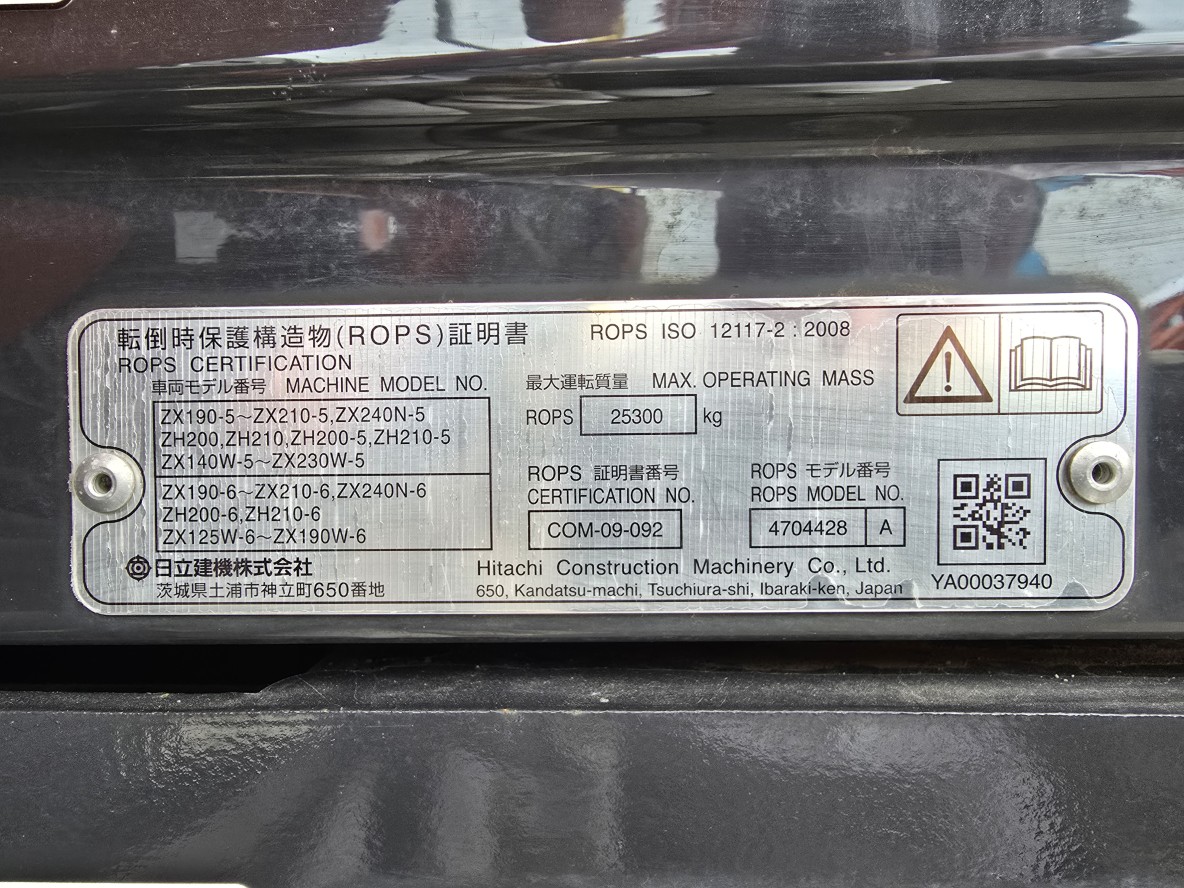 転倒時保護構造物(ROPS)証明書
ROPS CERTIFICATION
ROPS ISO 12117-2 : 2008
車両モデル番号 MACHINE MODEL NO.
ZX190-5～ZX210-5,ZX240N-5
ZH200,ZH210,ZH200-5,ZH210-5
ZX140W-5～ZX230W-5
ZX190-6～ZX210-6,ZX240N-6
ZH200-6,ZH210-6
ZX125W-6～ZX190W-6
最大運転質量 MAX. OPERATING MASS
ROPS 25300 kg
ROPS 証明書番号
CERTIFICATION NO.
COM-09-092
ROPS モデル番号
ROPS MODEL NO.
4704428 A
日立建機株式会社
茨城県土浦市神立町650番地
Hitachi Construction Machinery Co., Ltd.
650, Kandatsu-machi, Tsuchiura-shi, Ibaraki-ken, Japan
YA00037940